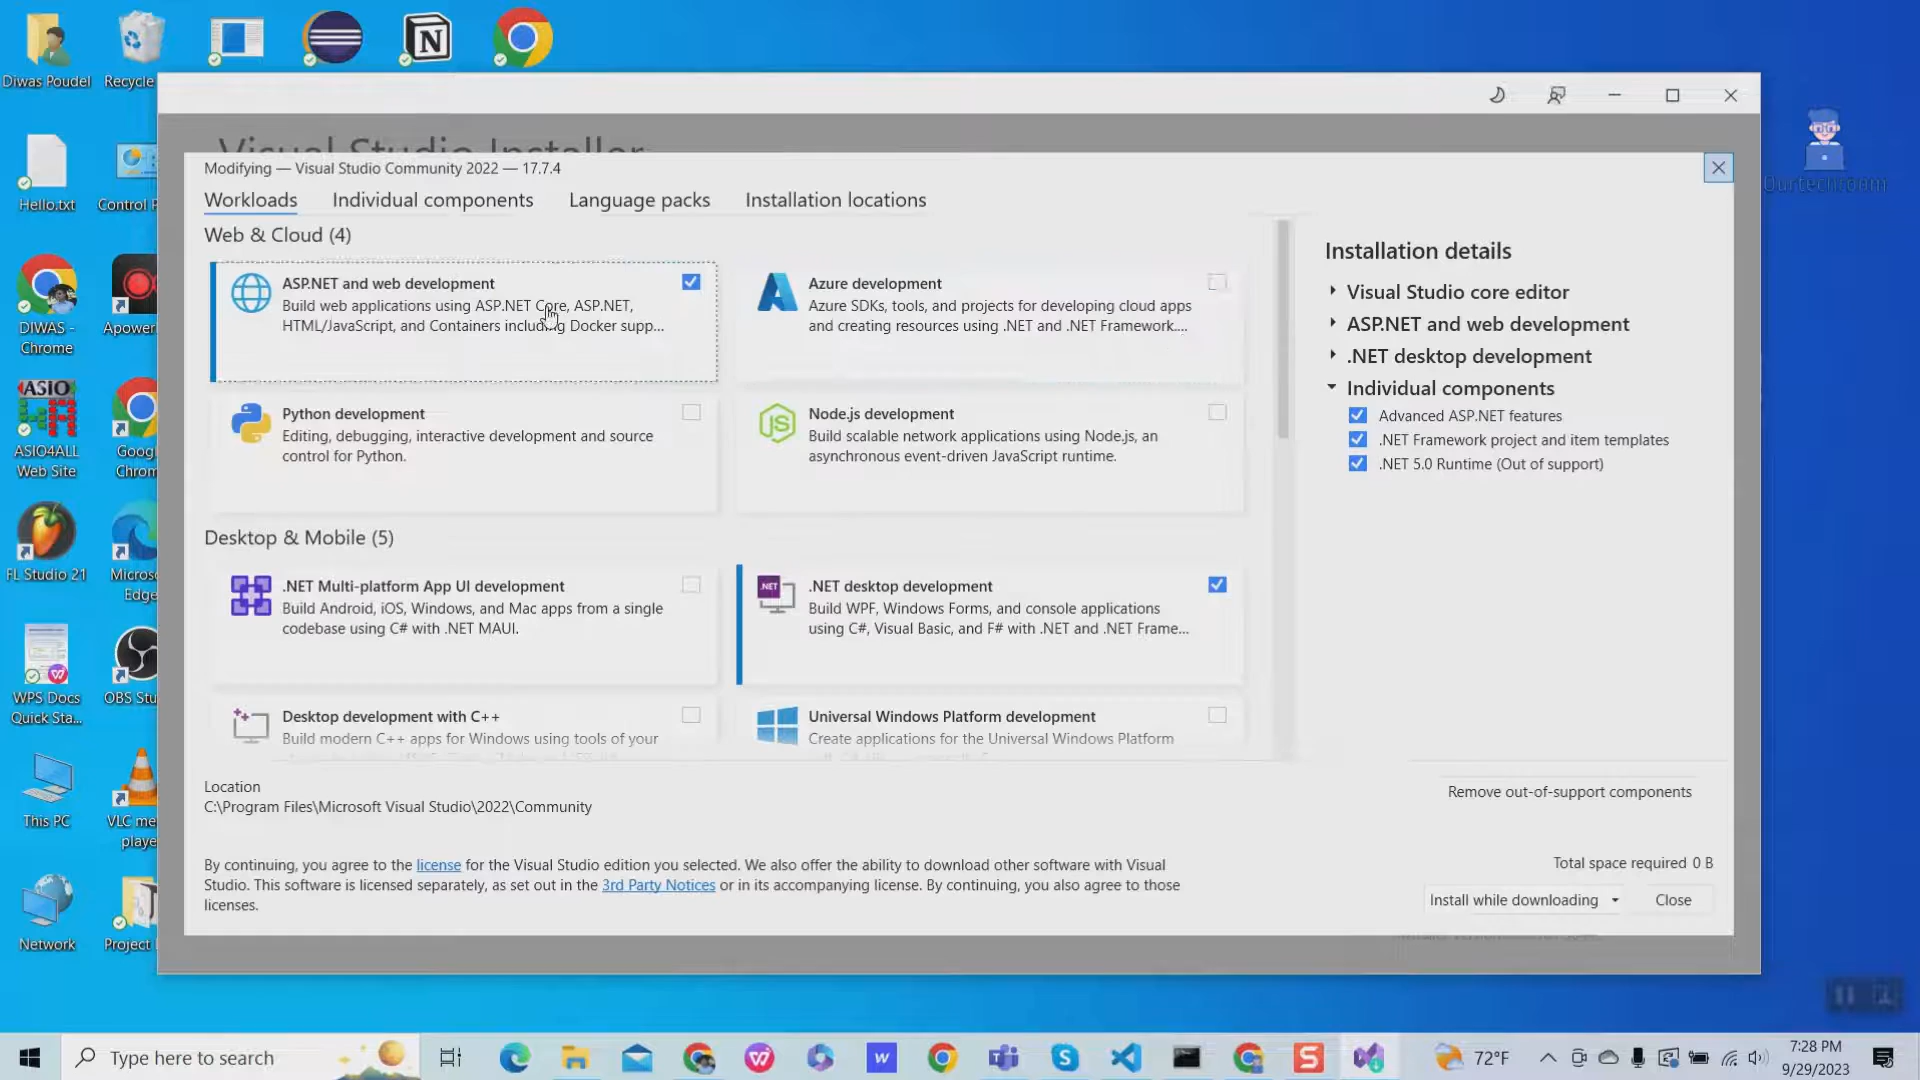 Diwas Poudel
Recycle
Hello.txt
Control P
DIWAS -
Chrome
Apower
ASIO
ASIO4ALL
Web Site
Goog
Chrom
FL Studio 21
Micros
Edge
WPS Docs
Quick Sta...
OBS Stu
This PC
VLC me
playe
Network
Project
Ourtechroom
Visual Studio Installer
Modifying — Visual Studio Community 2022 — 17.7.4
Workloads
Individual components
Language packs
Installation locations
Web & Cloud (4)
ASP.NET and web development
Build web applications using ASP.NET Core, ASP.NET,
HTML/JavaScript, and Containers including Docker supp...
Azure development
Azure SDKs, tools, and projects for developing cloud apps
and creating resources using .NET and .NET Framework....
Python development
Editing, debugging, interactive development and source
control for Python.
Node.js development
Build scalable network applications using Node.js, an
asynchronous event-driven JavaScript runtime.
Desktop & Mobile (5)
.NET Multi-platform App UI development
Build Android, iOS, Windows, and Mac apps from a single
codebase using C# with .NET MAUI.
.NET
.NET desktop development
Build WPF, Windows Forms, and console applications
using C#, Visual Basic, and F# with .NET and .NET Frame...
Desktop development with C++
Build modern C++ apps for Windows using tools of your
Universal Windows Platform development
Create applications for the Universal Windows Platform
Installation details
Visual Studio core editor
ASP.NET and web development
.NET desktop development
Individual components
Advanced ASP.NET features
.NET Framework project and item templates
.NET 5.0 Runtime (Out of support)
Location
C:\Program Files\Microsoft Visual Studio\2022\Community
Remove out-of-support components
By continuing, you agree to the license for the Visual Studio edition you selected. We also offer the ability to download other software with Visual
Studio. This software is licensed separately, as set out in the 3rd Party Notices or in its accompanying license. By continuing, you also agree to those
licenses.
Total space required 0 B
Install while downloading
Close
Type here to search
72°F
7:28 PM
9/29/2023